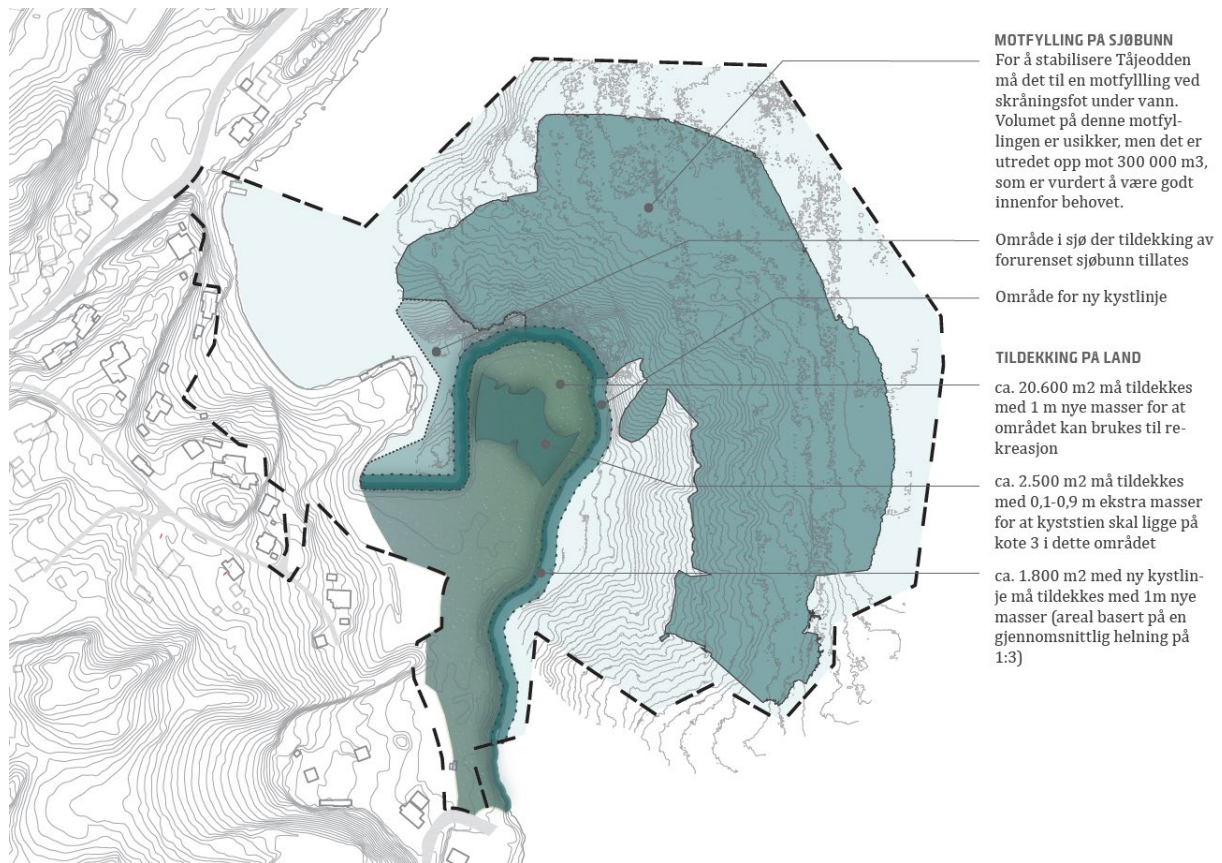 MOTFYLLING PÅ SJØBUNN
For å stabilisere Tåjeodden
må det til en motfyllling ved
skråningsfot under vann.
Volumet på denne motfyl-
lingen er usikker, men det er
utredet opp mot 300 000 m3,
som er vurdert å være godt
innenfor behovet.
Område i sjø der tildekking av
forurenset sjøbunn tillates
Område for ny kystlinje
TILDEKKING PÅ LAND
ca. 20.600 m2 må tildekkes
med 1 m nye masser for at
området kan brukes til re-
kreasjon
ca. 2.500 m2 må tildekkes
med 0,1-0,9 m ekstra masser
for at kyststien skal ligge på
kote 3 i dette området
ca. 1.800 m2 med ny kystlin-
je må tildekkes med 1m nye
masser (areal basert på en
gjennomsnittlig helning på
1:3)